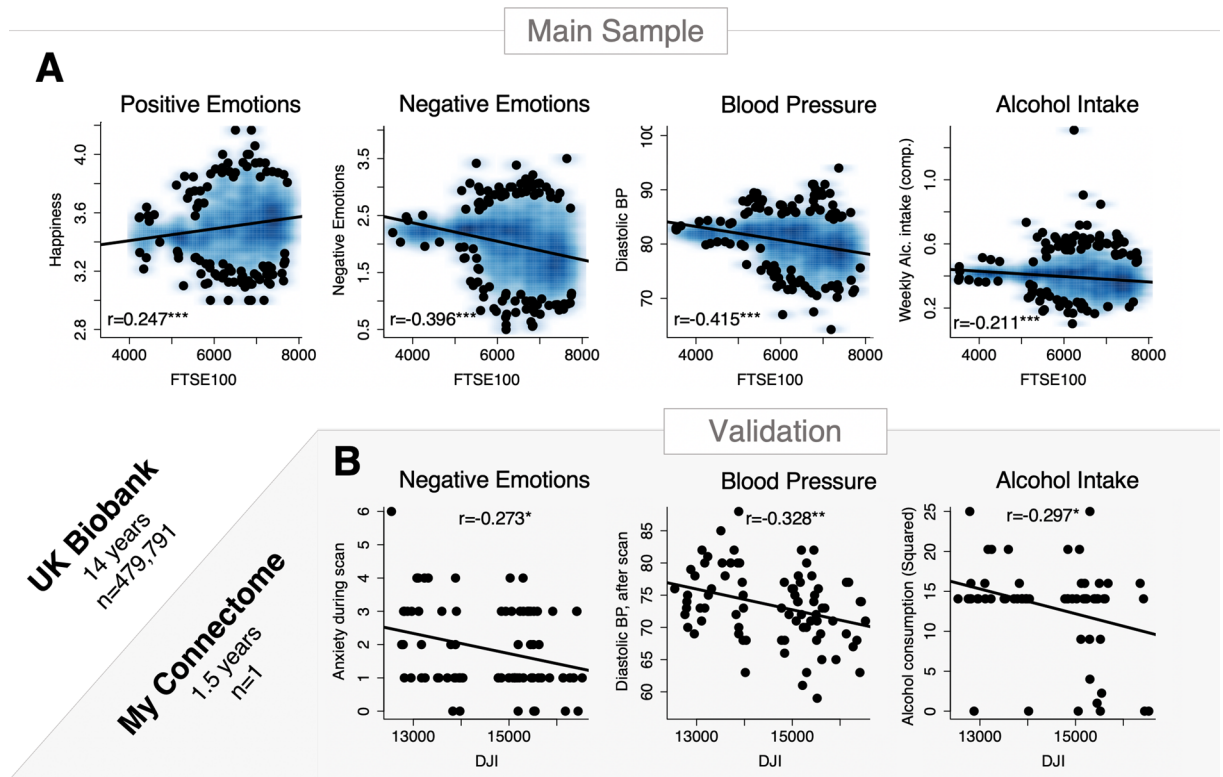 Main Sample
A
Positive Emotions
Happiness
4.0
3.6
3.2
2.8
r=0.247***
4000 6000 8000
FTSE100
Negative Emotions
Negative Emotions
3.5
2.5
1.5
0.5
r=-0.396***
4000 6000 8000
FTSE100
Blood Pressure
Diastolic BP
100
90
80
70
r=-0.415***
4000 6000 8000
FTSE100
Alcohol Intake
Weekly Alc. intake (comp.)
1.0
0.6
0.2
r=-0.211***
4000 6000 8000
FTSE100
UK Biobank
14 years
n=479,791
My Connectome
1.5 years
n=1
Validation
B
Negative Emotions
r=-0.273*
Anxiety during scan
6
5
4
3
2
1
0
13000 15000
DJI
Blood Pressure
r=-0.328**
Diastolic BP, after scan
85
80
75
70
65
60
13000 15000
DJI
Alcohol Intake
r=-0.297*
Alcohol consumption (Squared)
25
20
15
10
5
0
13000 15000
DJI